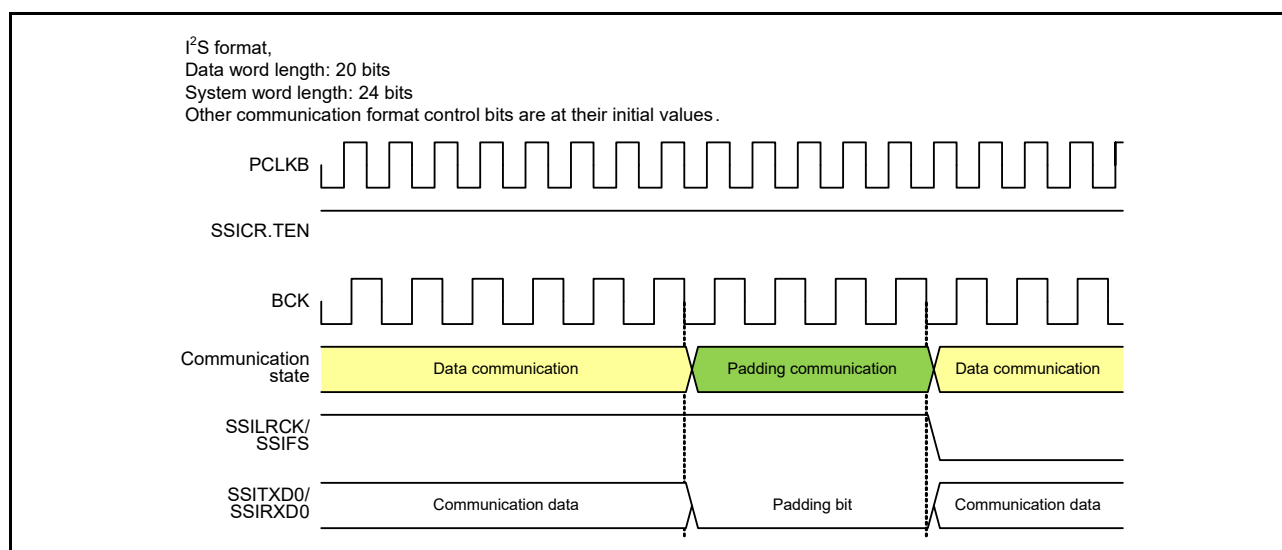 I²S format,
Data word length: 20 bits
System word length: 24 bits
Other communication format control bits are at their initial values.
PCLKB
SSICR.TEN
BCK
Communication
state
Data communication
Padding communication
Data communication
SSILRCK/
SSIFS
SSITXD0/
SSIRXD0
Communication data
Padding bit
Communication data